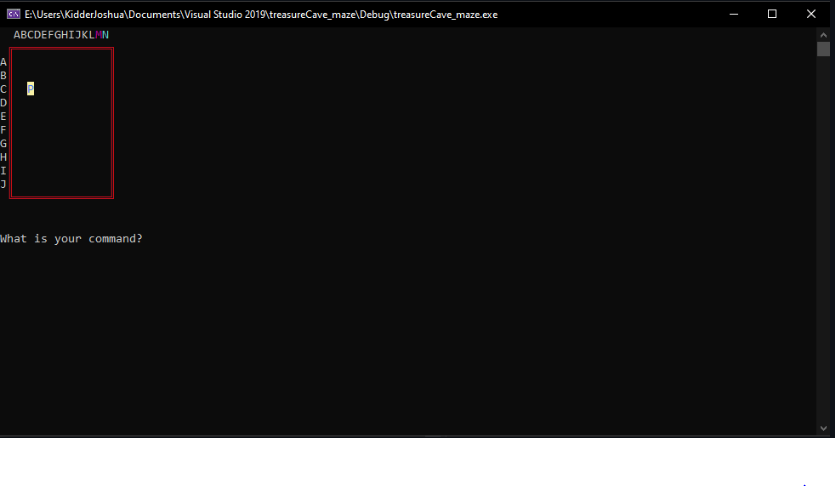 E:\Users\KidderJoshua\Documents\Visual Studio 2019\treasureCave_maze\Debug\treasureCave_maze.exe
ABCDEFGHIJKLMN
A
B
C P
D
E
F
G
H
I
J
What is your command?